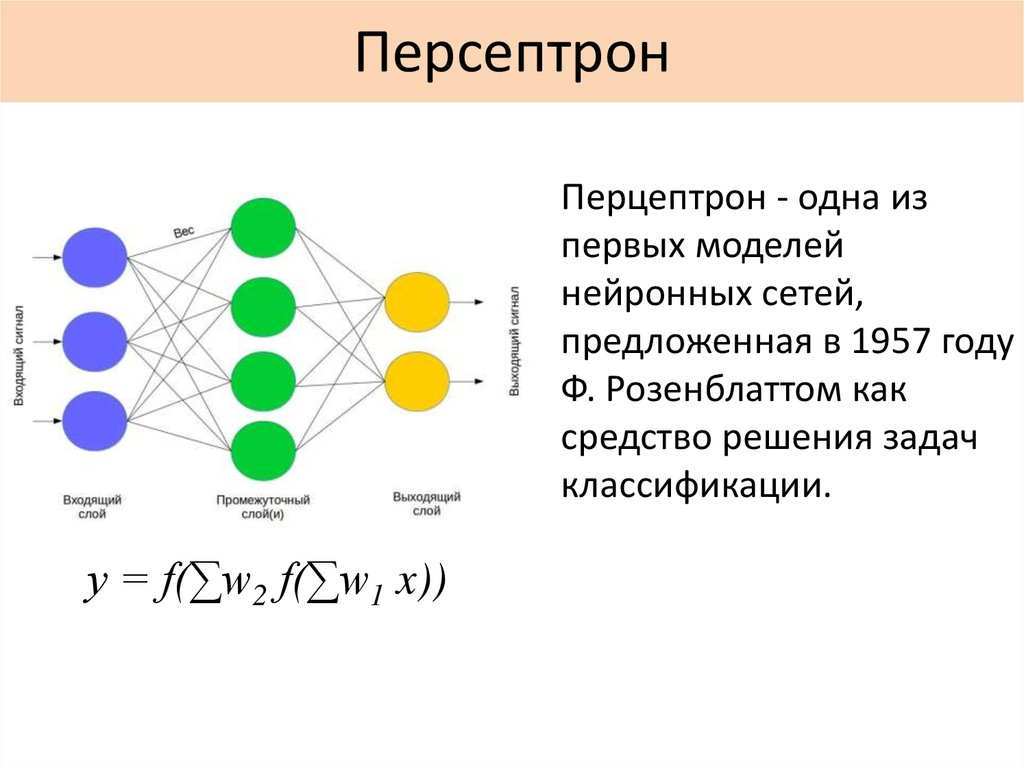 Персептрон
Перцептрон - одна из
первых моделей
нейронных сетей,
предложенная в 1957 году
Ф. Розенблаттом как
средство решения задач
классификации.
Вес
Входящий сигнал
Выходящий сигнал
Входящий
слой
Промежуточный
слой(и)
Выходящий
слой
y = f(∑w₂ f(∑w₁ x))